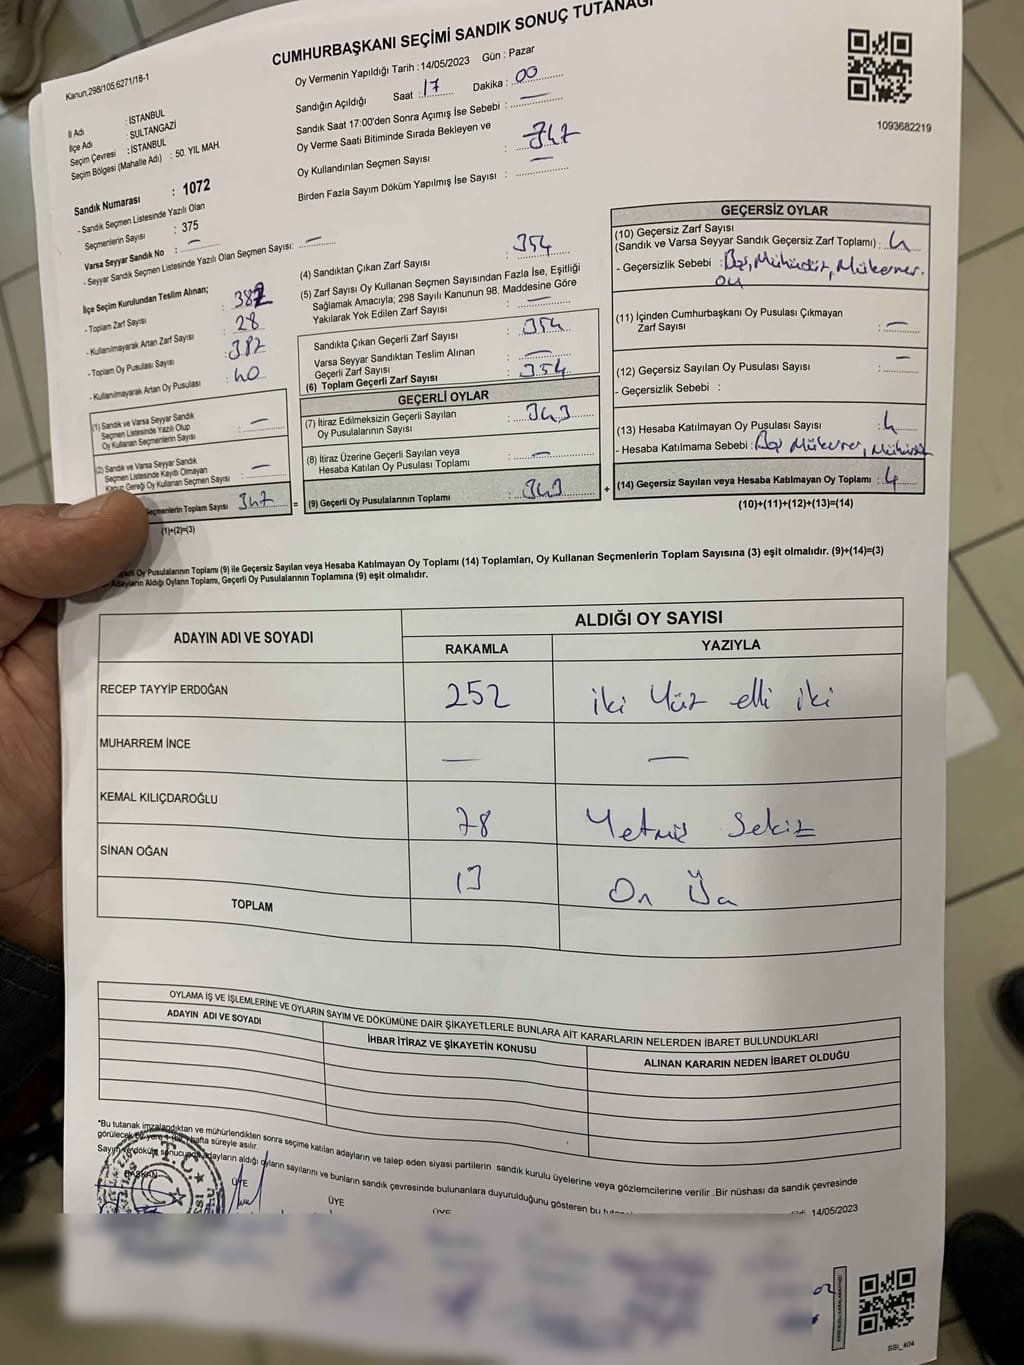 CUMHURBAŞKANI SEÇİMİ SANDIK SONUÇ TUTANAĞI
Kanun,298/105,6271/18-1
İl Adı : İSTANBUL
İlçe Adı : SULTANGAZİ
Seçim Çevresi : İSTANBUL
Seçim Bölgesi (Mahalle Adı) : 50. YIL MAH.
Sandık Numarası : 1072
- Sandık Seçmen Listesinde Yazılı Olan
Seçmenlerin Sayısı : 375
Varsa Seyyar Sandık No : —
- Seyyar Sandık Seçmen Listesinde Yazılı Olan Seçmen Sayısı: —
Oy Vermenin Yapıldığı Tarih : 14/05/2023 Gün : Pazar
Sandığın Açıldığı Saat : 17 Dakika : 00
Sandık Saat 17:00'den Sonra Açımış İse Sebebi : —
Oy Verme Saati Bitiminde Sırada Bekleyen ve
Oy Kullandırılan Seçmen Sayısı : 347
Birden Fazla Sayım Döküm Yapılmış İse Sayısı : —
1093682219
İlçe Seçim Kurulundan Teslim Alınan;
- Toplam Zarf Sayısı : 382
- Kullanılmayarak Artan Zarf Sayısı : 28
- Toplam Oy Pusulası Sayısı : 382
- Kullanılmayarak Artan Oy Pusulası : 40
(1) Sandık ve Varsa Seyyar Sandık
Seçmen Listesinde Yazılı Olup
Oy Kullanan Seçmenlerin Sayısı : —
(2) Sandık ve Varsa Seyyar Sandık
Seçmen Listesinde Kayıtlı Olmayan
Kanun Gereği Oy Kullanan Seçmen Sayısı : —
Seçmenlerin Toplam Sayısı 347
(1)+(2)=(3)
(4) Sandıktan Çıkan Zarf Sayısı : 354
(5) Zarf Sayısı Oy Kullanan Seçmen Sayısından Fazla İse, Eşitliği
Sağlamak Amacıyla; 298 Sayılı Kanunun 98. Maddesine Göre
Yakılarak Yok Edilen Zarf Sayısı : —
Sandıkta Çıkan Geçerli Zarf Sayısı : 354
Varsa Seyyar Sandıktan Teslim Alınan
Geçerli Zarf Sayısı : —
(6) Toplam Geçerli Zarf Sayısı : 354
GEÇERLİ OYLAR
(7) İtiraz Edilmeksizin Geçerli Sayılan
Oy Pusulalarının Sayısı : 343
(8) İtiraz Üzerine Geçerli Sayılan veya
Hesaba Katılan Oy Pusulası Toplamı : —
= (9) Geçerli Oy Pusulalarının Toplamı : 343 +
GEÇERSİZ OYLAR
(10) Geçersiz Zarf Sayısı
(Sandık ve Varsa Seyyar Sandık Geçersiz Zarf Toplamı) : 4
- Geçersizlik Sebebi : Boş, Mühürsüz, Mükerrer.
oy
(11) İçinden Cumhurbaşkanı Oy Pusulası Çıkmayan
Zarf Sayısı : —
(12) Geçersiz Sayılan Oy Pusulası Sayısı : —
- Geçersizlik Sebebi :
(13) Hesaba Katılmayan Oy Pusulası Sayısı : 4
- Hesaba Katılmama Sebebi : Boş Mükerrer, Mühürsüz
(14) Geçersiz Sayılan veya Hesaba Katılmayan Oy Toplamı : 4
(10)+(11)+(12)+(13)=(14)
Oy Pusulalarının Toplamı (9) ile Geçersiz Sayılan veya Hesaba Katılmayan Oy Toplamı (14) Toplamları, Oy Kullanan Seçmenlerin Toplam Sayısına (3) eşit olmalıdır. (9)+(14)=(3)
Adayların Aldığı Oyların Toplamı, Geçerli Oy Pusulalarının Toplamına (9) eşit olmalıdır.
ADAYIN ADI VE SOYADI ALDIĞI OY SAYISI
RAKAMLA YAZIYLA
RECEP TAYYİP ERDOĞAN 252 iki Yüz elli iki
MUHARREM İNCE — —
KEMAL KILIÇDAROĞLU 78 Yetmiş Sekiz
SİNAN OĞAN 13 On Üç
TOPLAM
OYLAMA İŞ VE İŞLEMLERİNE VE OYLARIN SAYIM VE DÖKÜMÜNE DAİR ŞİKAYETLERLE BUNLARA AİT KARARLARIN NELERDEN İBARET BULUNDUKLARI
ADAYIN ADI VE SOYADI İHBAR İTİRAZ VE ŞİKAYETİN KONUSU ALINAN KARARIN NEDEN İBARET OLDUĞU
*Bu tutanak imzalandıktan ve mühürlendikten sonra seçime katılan adayların ve talep eden siyasi partilerin sandık kurulu üyelerine veya gözlemcilerine verilir .Bir nüshası da sandık çevresinde
görülecek bir yere 1 (bir) hafta süreyle asılır.
Sayım ve döküm sonucunda adayların aldığı oyların sayılarını ve bunların sandık çevresinde bulunanlara duyurulduğunu gösteren bu 14/05/2023
T.C.
BAŞKAN ÜYE ÜYE ÜYE
SSI_404